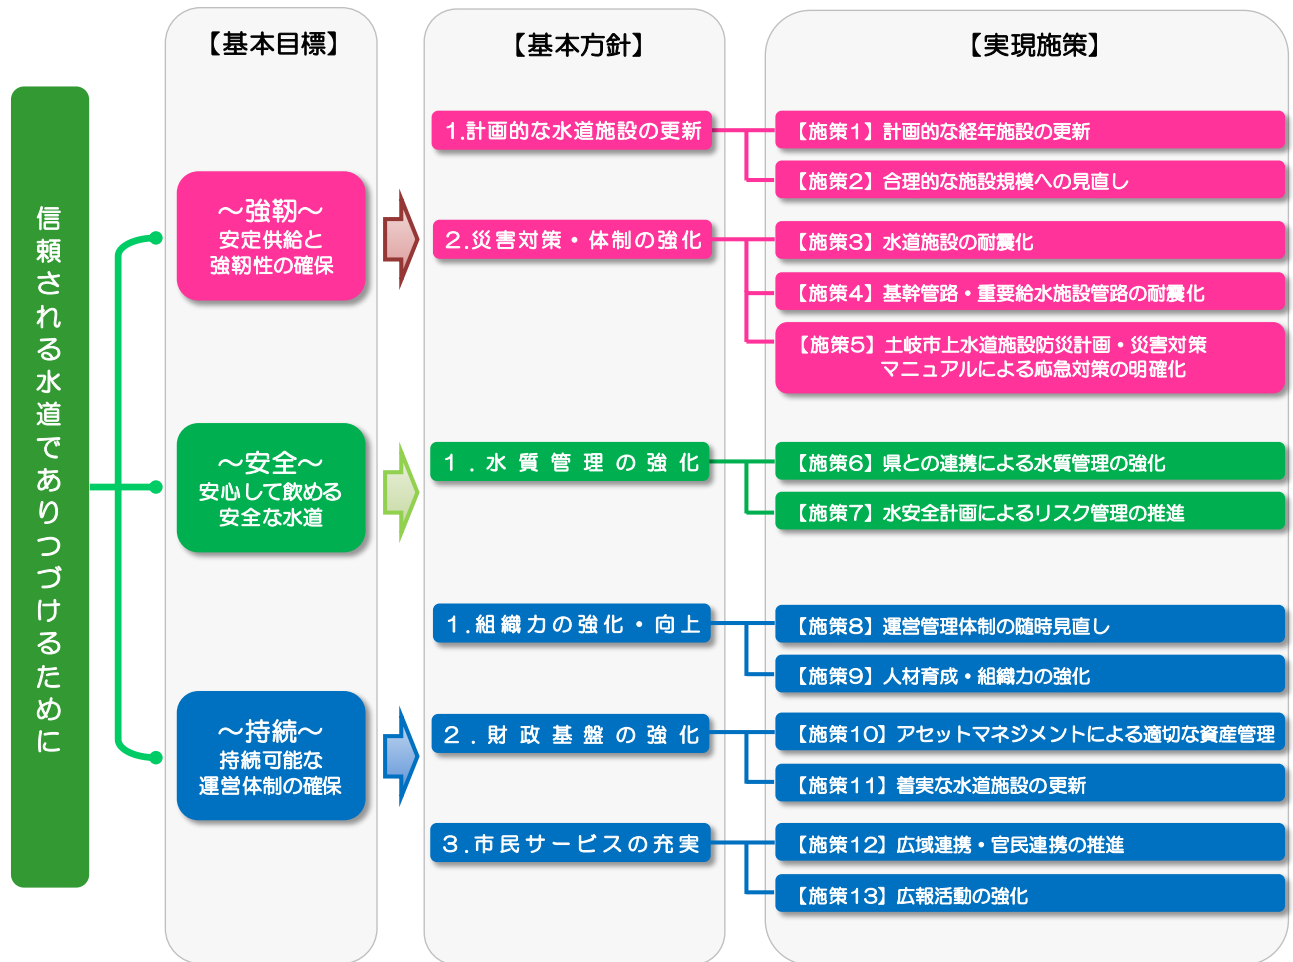 信頼される水道でありつづけるために
【基本目標】
～強靭～
安定供給と
強靭性の確保
～安全～
安心して飲める
安全な水道
～持続～
持続可能な
運営体制の確保
【基本方針】
1.計画的な水道施設の更新
2.災害対策・体制の強化
1.水質管理の強化
1.組織力の強化・向上
2.財政基盤の強化
3.市民サービスの充実
【実現施策】
【施策1】計画的な経年施設の更新
【施策2】合理的な施設規模への見直し
【施策3】水道施設の耐震化
【施策4】基幹管路・重要給水施設管路の耐震化
【施策5】土岐市上水道施設防災計画・災害対策
マニュアルによる応急対策の明確化
【施策6】県との連携による水質管理の強化
【施策7】水安全計画によるリスク管理の推進
【施策8】運営管理体制の随時見直し
【施策9】人材育成・組織力の強化
【施策10】アセットマネジメントによる適切な資産管理
【施策11】着実な水道施設の更新
【施策12】広域連携・官民連携の推進
【施策13】広報活動の強化